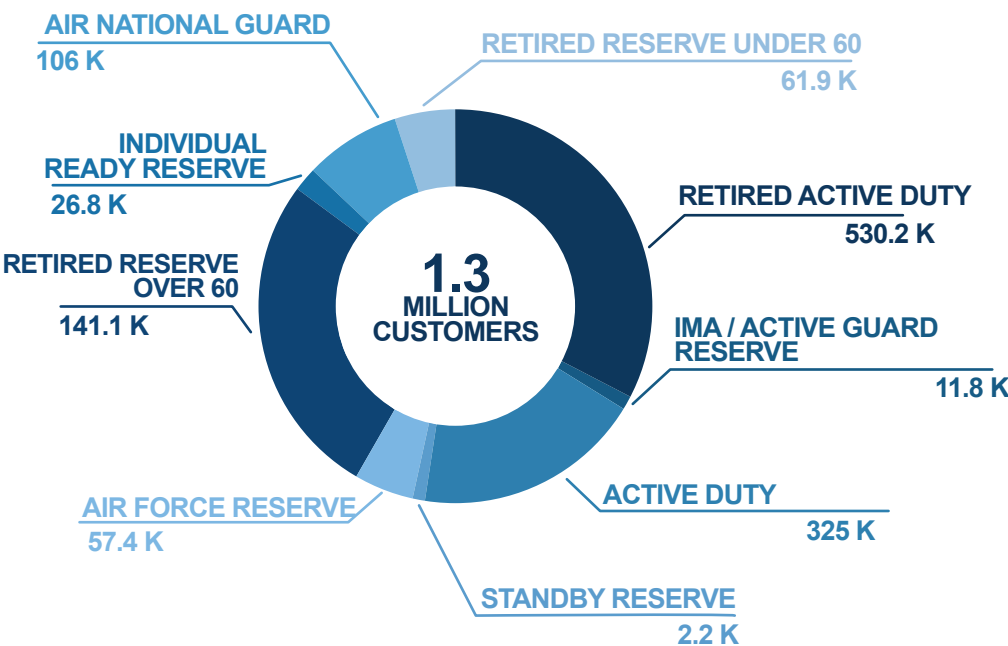 AIR NATIONAL GUARD
106 K
RETIRED RESERVE UNDER 60
61.9 K
INDIVIDUAL
READY RESERVE
26.8 K
RETIRED ACTIVE DUTY
530.2 K
RETIRED RESERVE
OVER 60
141.1 K
1.3
MILLION
CUSTOMERS
IMA / ACTIVE GUARD
RESERVE
11.8 K
AIR FORCE RESERVE
57.4 K
ACTIVE DUTY
325 K
STANDBY RESERVE
2.2 K